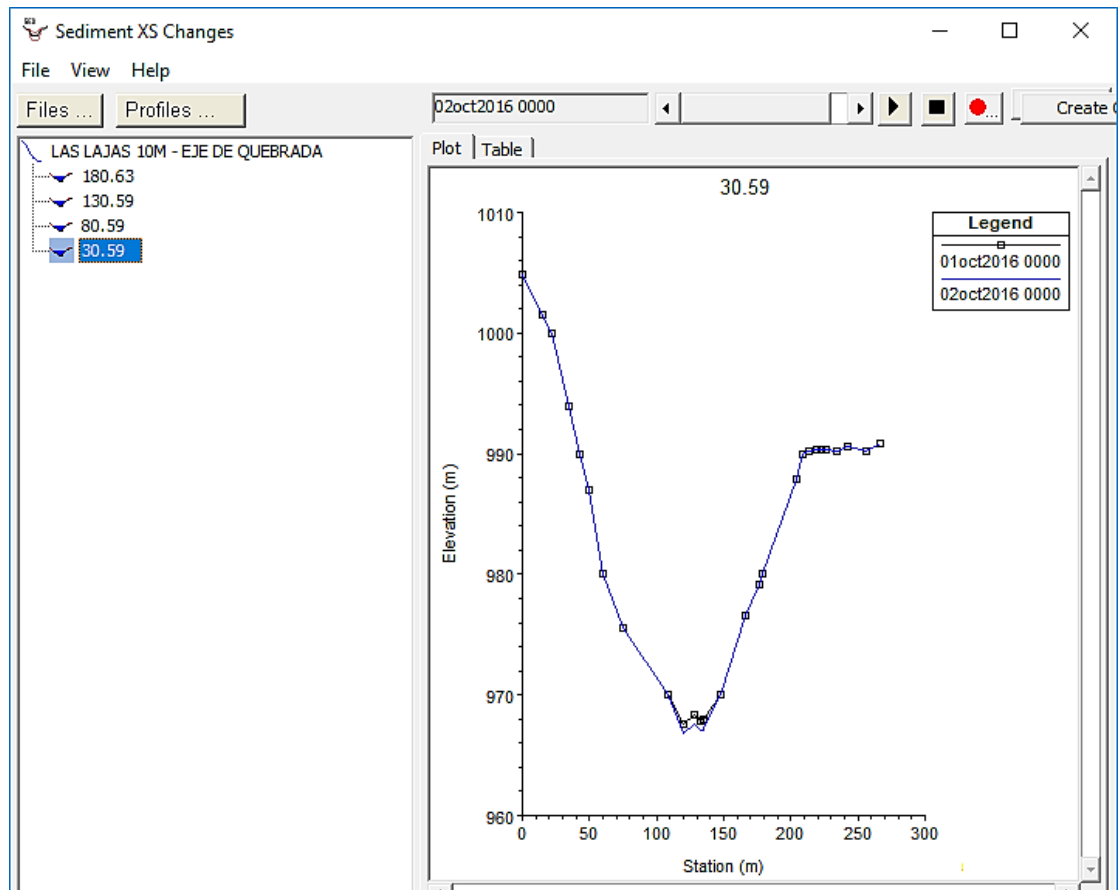 Sediment XS Changes
File View Help
Files ... Profiles ...
02oct2016 0000
... Create
LAS LAJAS 10M - EJE DE QUEBRADA
180.63
130.59
80.59
30.59
Plot Table
30.59
Legend
01oct2016 0000
02oct2016 0000
1010
1000
990
980
970
960
Elevation (m)
0 50 100 150 200 250 300
Station (m)